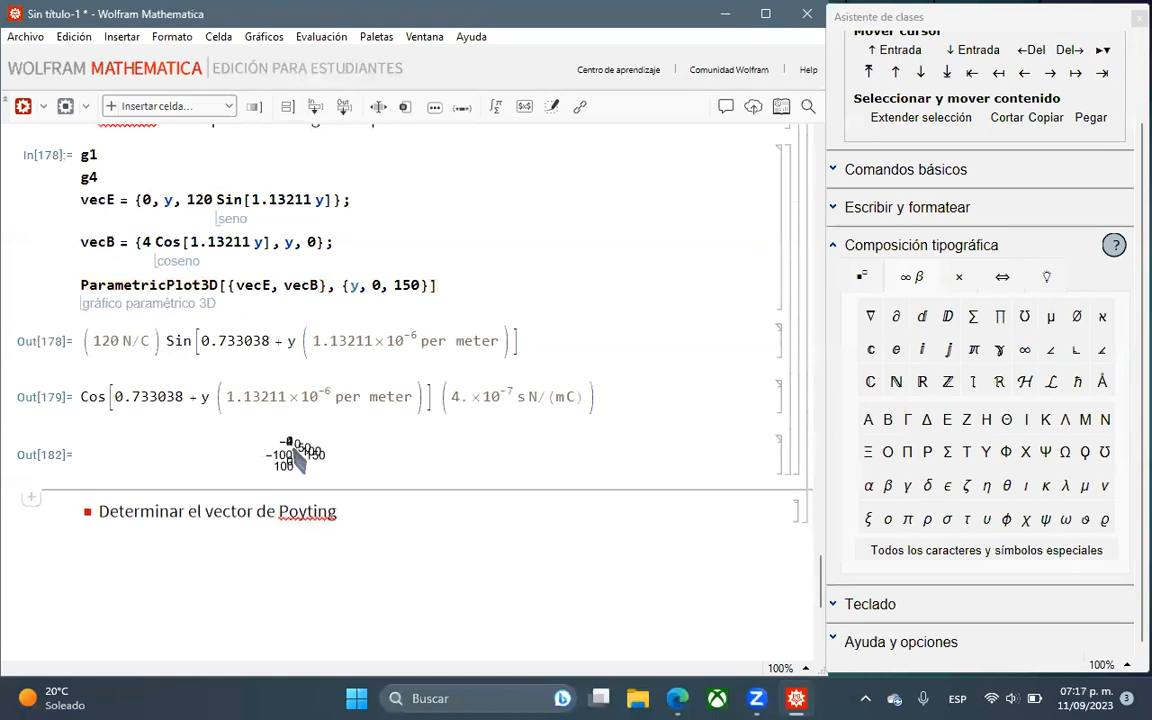 Sin título-1 * - Wolfram Mathematica
Archivo Edición Insertar Formato Celda Gráficos Evaluación Paletas Ventana Ayuda
WOLFRAM MATHEMATICA | EDICIÓN PARA ESTUDIANTES
Centro de aprendizaje | Comunidad Wolfram | Help
Insertar celda...
In[178]:= g1
g4
vecE = {0, y, 120 Sin[1.13211 y]};
seno
vecB = {4 Cos[1.13211 y], y, 0};
coseno
ParametricPlot3D[{vecE, vecB}, {y, 0, 150}]
gráfico paramétrico 3D
Out[178]= (120 N/C) Sin[0.733038 + y (1.13211×10^-6 per meter)]
Out[179]= Cos[0.733038 + y (1.13211×10^-6 per meter)] (4.×10^-7 s N/(m C))
Out[182]=
Determinar el vector de Poyting
100%
Asistente de clases
Mover cursor
↑ Entrada ↓ Entrada ←Del Del→ ▸▾
Seleccionar y mover contenido
Extender selección Cortar Copiar Pegar
Comandos básicos
Escribir y formatear
Composición tipográfica ?
∞ β × ⇔
∇ ∂ ⅆ ⅅ ∑ ∏ ℧ μ Ø ℵ
ⅽ ⅇ ⅈ ⅉ ℼ ℽ ∞ ∠ ∟ ∠
ℂ ℕ ℝ ℤ ℩ ℜ ℋ ℒ ℏ Å
Α Β Γ Δ Ε Ζ Η Θ Ι Κ Λ Μ Ν
Ξ Ο Π Ρ Σ Τ Υ Φ Χ Ψ Ω Ϙ ℧
α β γ δ ϵ ζ η θ ι κ λ μ ν
ξ ο π ρ σ τ υ φ χ ψ ω ϑ ϱ
Todos los caracteres y símbolos especiales
Teclado
Ayuda y opciones
100%
20°C
Soleado
Buscar
ESP
07:17 p. m.
11/09/2023
3